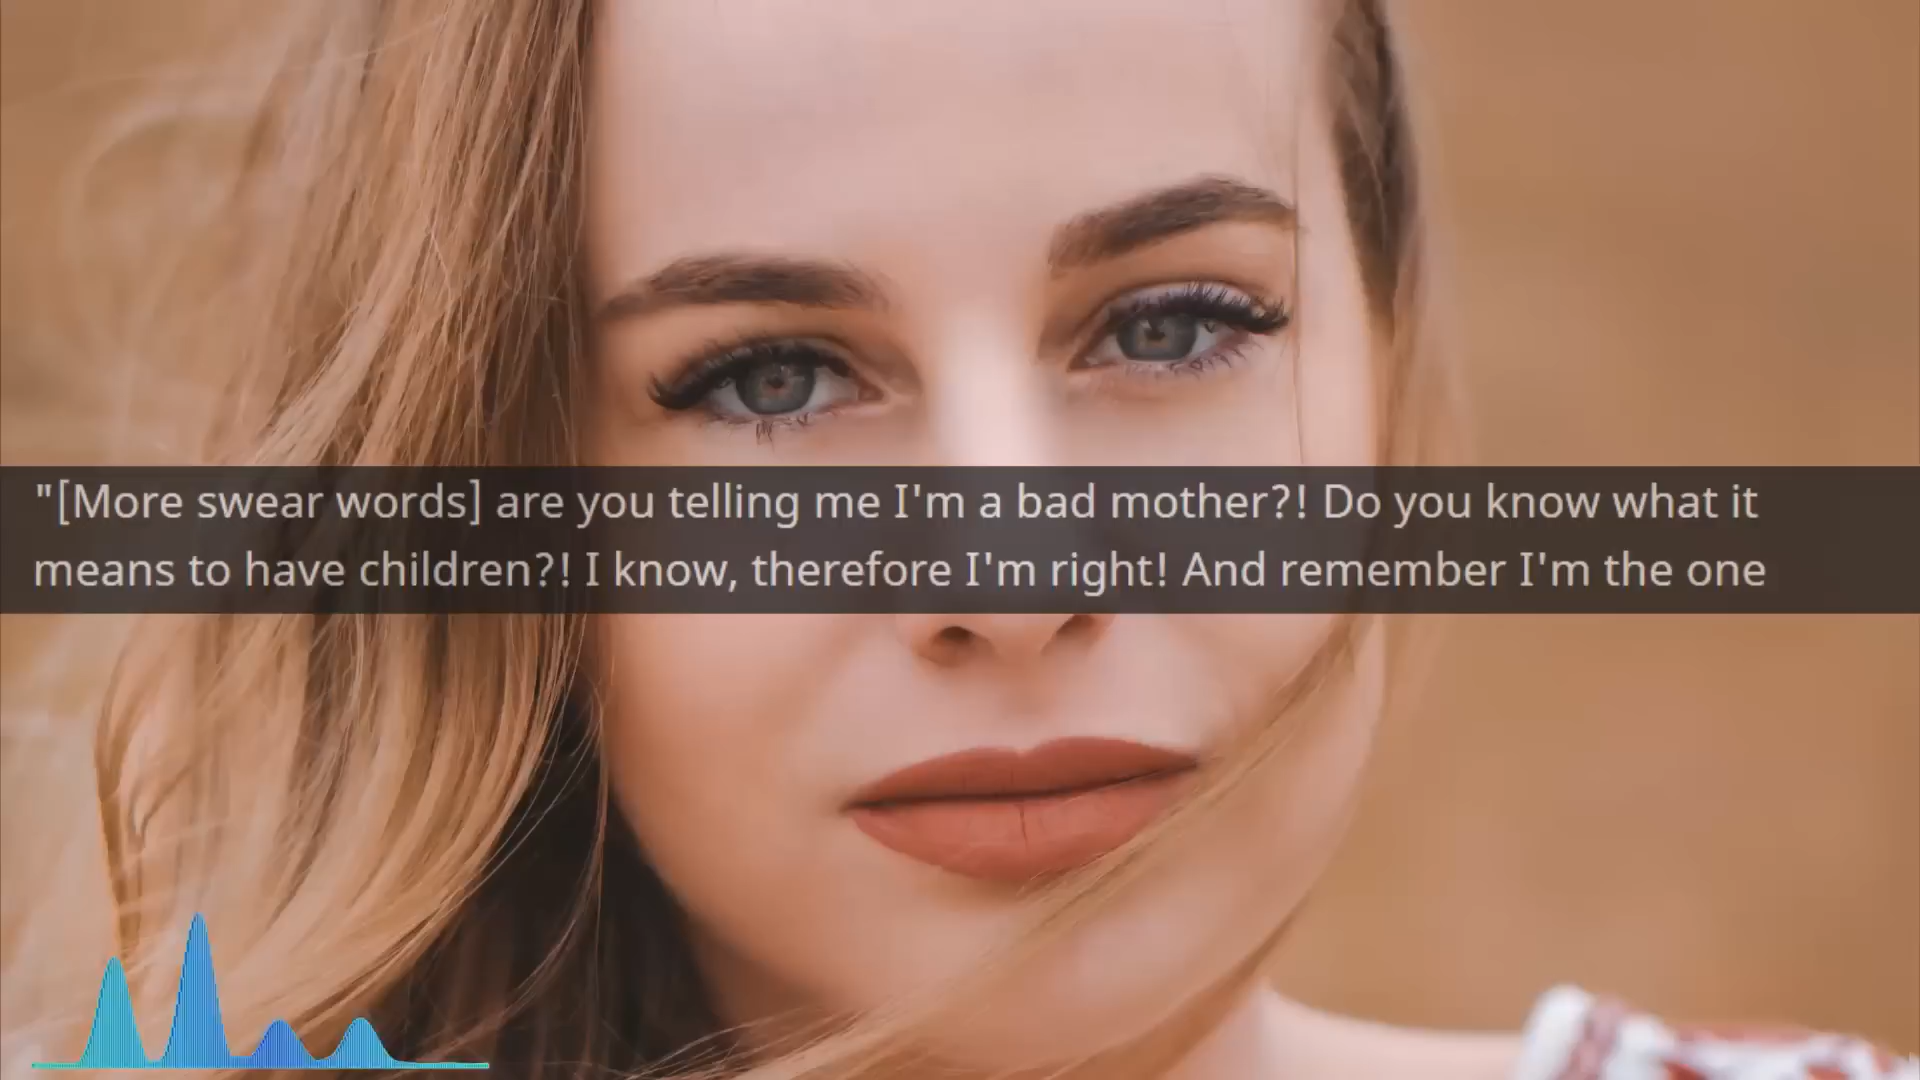 "[More swear words] are you telling me I'm a bad mother?! Do you know what it
means to have children?! I know, therefore I'm right! And remember I'm the one